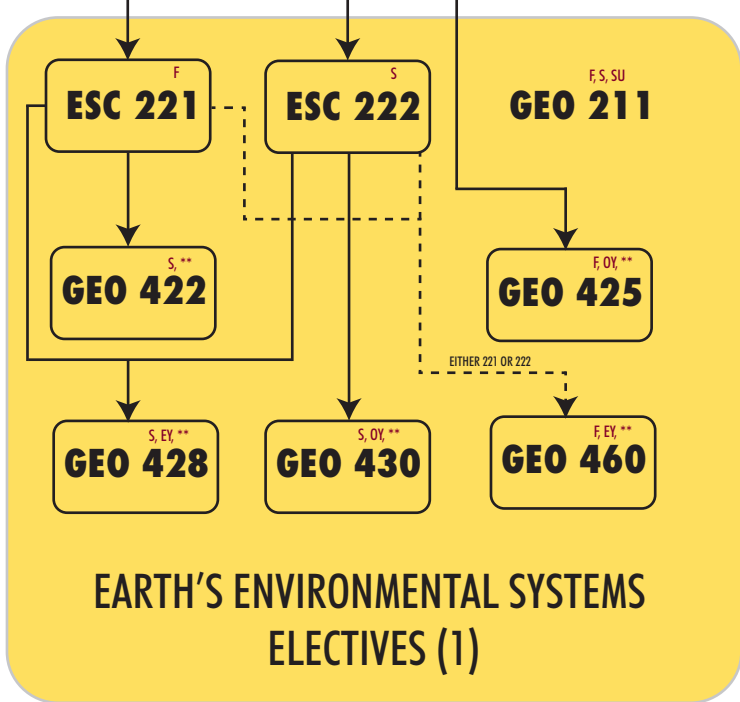 F
ESC 221
S
ESC 222
F, S, SU
GEO 211
S, **
GEO 422
F, OY, **
GEO 425
EITHER 221 OR 222
S, EY, **
GEO 428
S, OY, **
GEO 430
F, EY, **
GEO 460
EARTH’S ENVIRONMENTAL SYSTEMS
ELECTIVES (1)